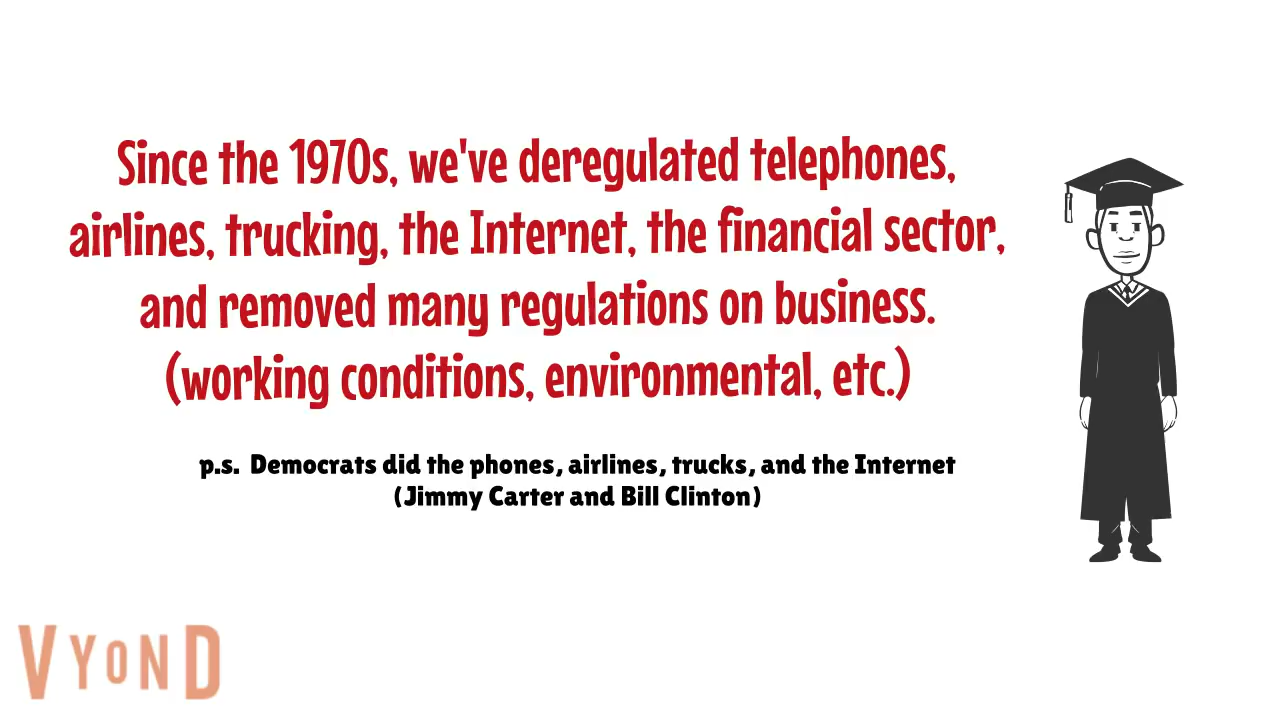 Since the 1970s, we've deregulated telephones,
airlines, trucking, the Internet, the financial sector,
and removed many regulations on business.
(working conditions, environmental, etc.)
p.s. Democrats did the phones, airlines, trucks, and the Internet
(Jimmy Carter and Bill Clinton)
VYOND